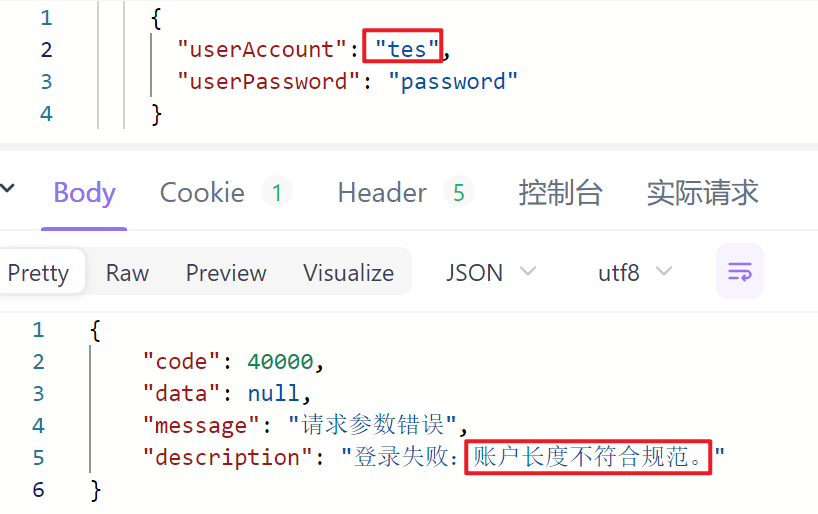 1 {
2 "userAccount": "tes",
3 "userPassword": "password"
4 }
Body Cookie 1 Header 5 控制台 实际请求
Pretty Raw Preview Visualize JSON utf8
1 {
2 "code": 40000,
3 "data": null,
4 "message": "请求参数错误",
5 "description": "登录失败：账户长度不符合规范。"
6 }